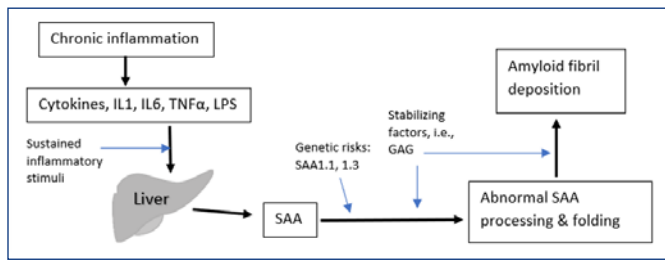 Chronic inflammation
Cytokines, IL1, IL6, TNFα, LPS
Sustained
inflammatory
stimuli
Liver
SAA
Genetic risks:
SAA1.1, 1.3
Stabilizing
factors, i.e.,
GAG
Abnormal SAA
processing & folding
Amyloid fibril
deposition